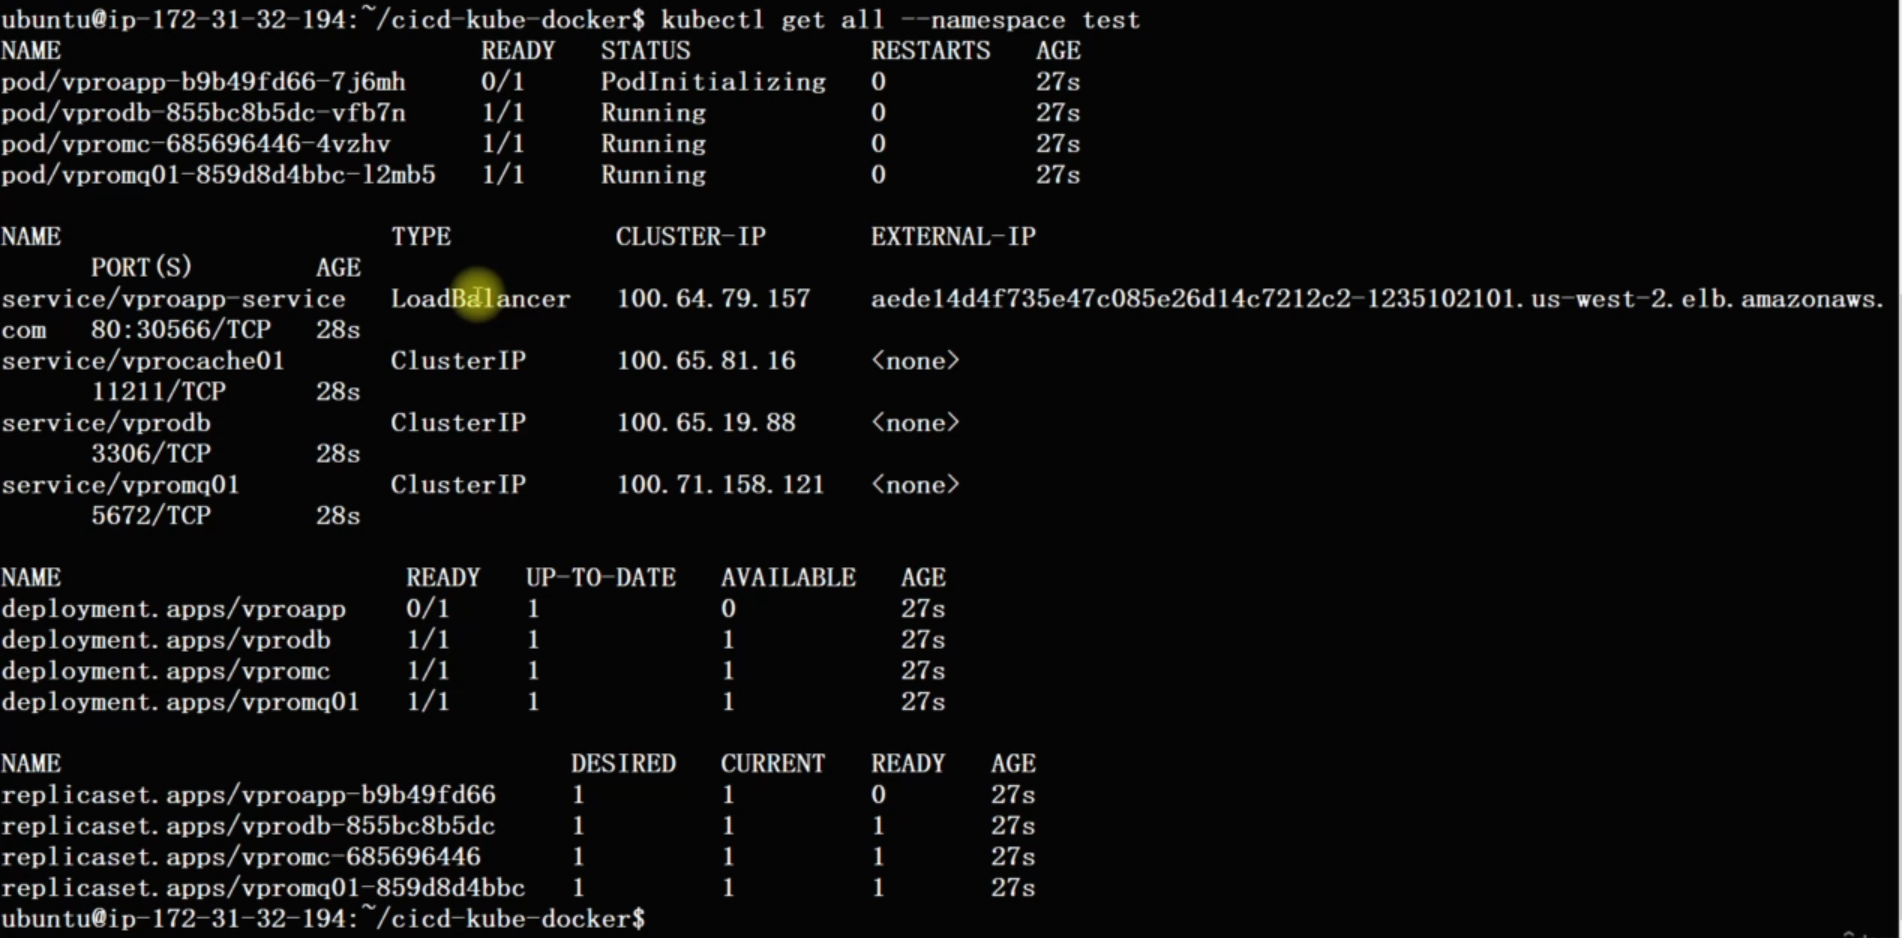 ubuntu@ip-172-31-32-194:~/cicd-kube-docker$ kubectl get all --namespace test
NAME READY STATUS RESTARTS AGE
pod/vproapp-b9b49fd66-7j6mh 0/1 PodInitializing 0 27s
pod/vprodb-855bc8b5dc-vfb7n 1/1 Running 0 27s
pod/vpromc-685696446-4vzhv 1/1 Running 0 27s
pod/vpromq01-859d8d4bbc-l2mb5 1/1 Running 0 27s
NAME TYPE CLUSTER-IP EXTERNAL-IP
PORT(S) AGE
service/vproapp-service LoadBalancer 100.64.79.157 aede14d4f735e47c085e26d14c7212c2-1235102101.us-west-2.elb.amazonaws.
com 80:30566/TCP 28s
service/vprocache01 ClusterIP 100.65.81.16 <none>
11211/TCP 28s
service/vprodb ClusterIP 100.65.19.88 <none>
3306/TCP 28s
service/vpromq01 ClusterIP 100.71.158.121 <none>
5672/TCP 28s
NAME READY UP-TO-DATE AVAILABLE AGE
deployment.apps/vproapp 0/1 1 0 27s
deployment.apps/vprodb 1/1 1 1 27s
deployment.apps/vpromc 1/1 1 1 27s
deployment.apps/vpromq01 1/1 1 1 27s
NAME DESIRED CURRENT READY AGE
replicaset.apps/vproapp-b9b49fd66 1 1 0 27s
replicaset.apps/vprodb-855bc8b5dc 1 1 1 27s
replicaset.apps/vpromc-685696446 1 1 1 27s
replicaset.apps/vpromq01-859d8d4bbc 1 1 1 27s
ubuntu@ip-172-31-32-194:~/cicd-kube-docker$